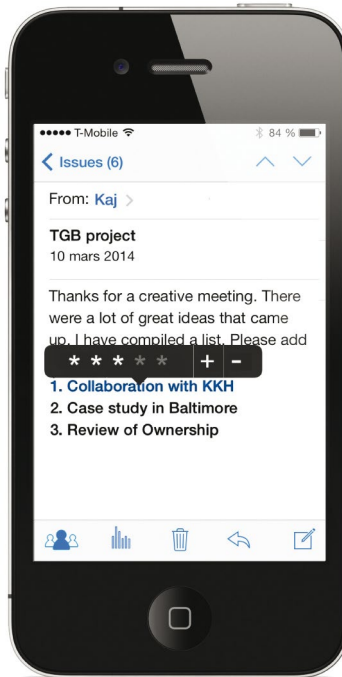 T-Mobile 84 %
Issues (6)
From: Kaj
TGB project
10 mars 2014
Thanks for a creative meeting. There
were a lot of great ideas that came
up. I have compiled a list. Please add
* * * * * + -
1. Collaboration with KKH
2. Case study in Baltimore
3. Review of Ownership